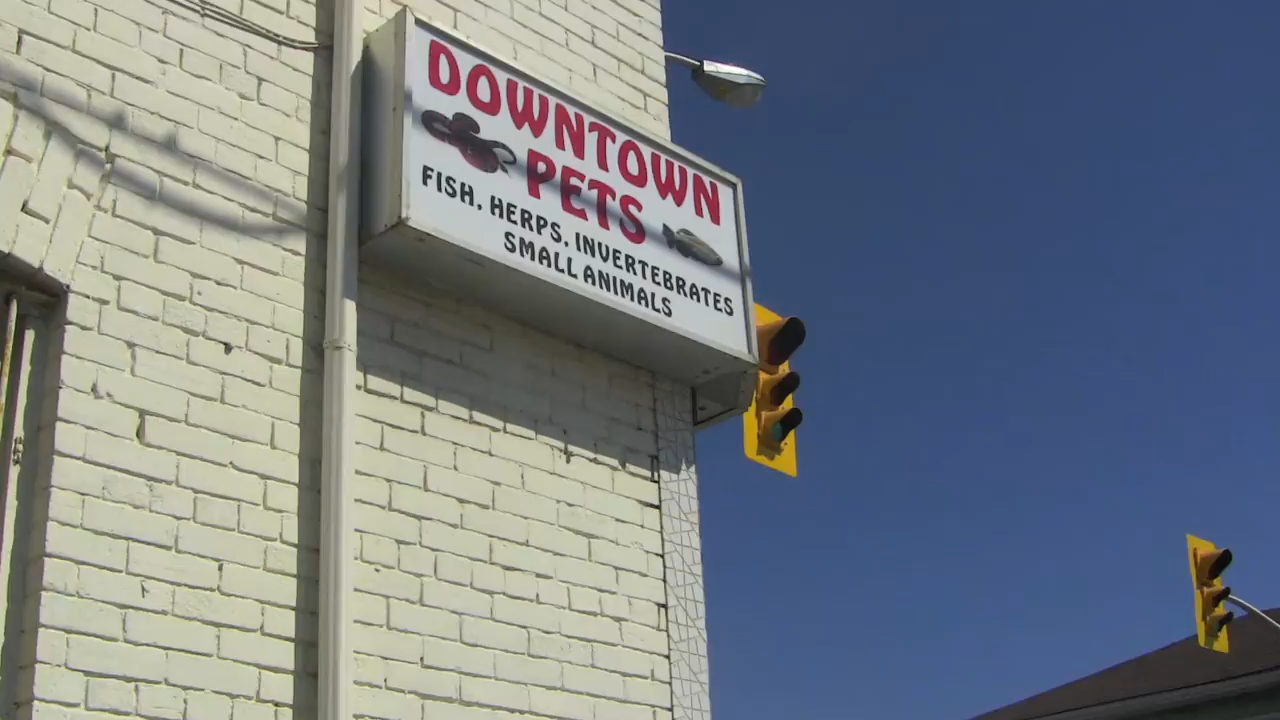 DOWNTOWN
PETS
FISH. HERPS. INVERTEBRATES
SMALL ANIMALS